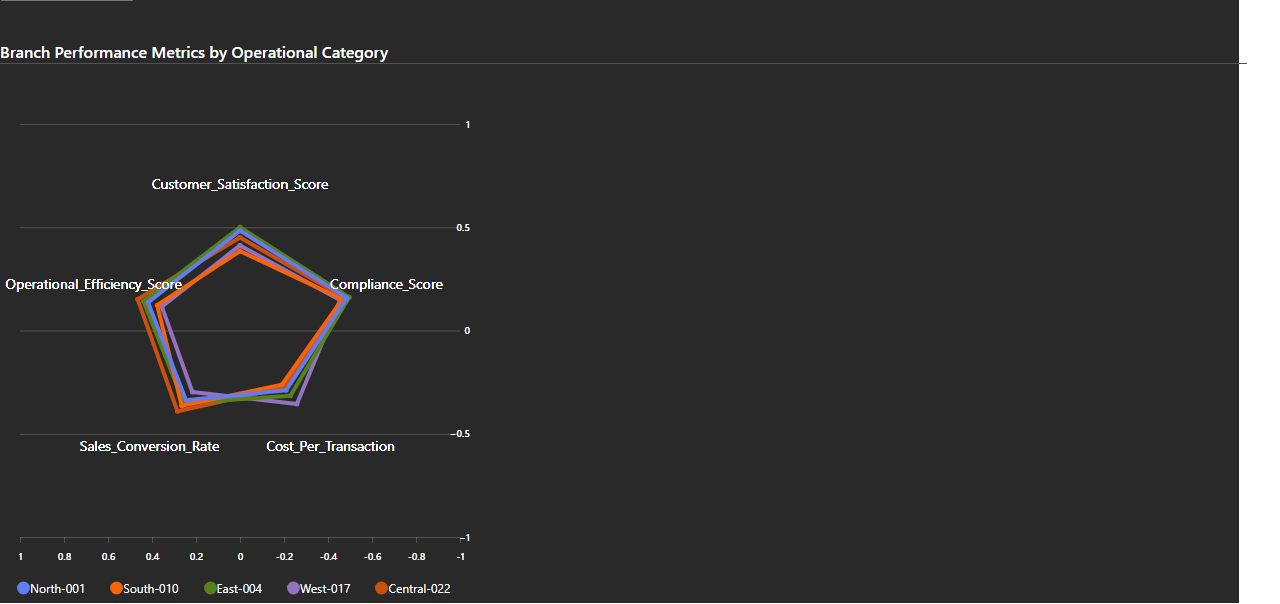 Branch Performance Metrics by Operational Category
1
Customer_Satisfaction_Score
0.5
Operational_Efficiency_Score Compliance_Score
0
-0.5
Sales_Conversion_Rate Cost_Per_Transaction
-1
1 0.8 0.6 0.4 0.2 0 -0.2 -0.4 -0.6 -0.8 -1
North-001 South-010 East-004 West-017 Central-022